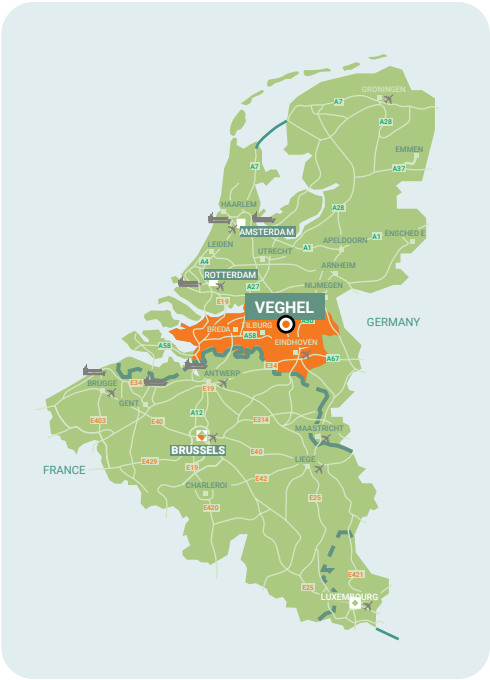 GRONINGEN
A7
A28
EMMEN
A7
A37
HAARLEM
A28
AMSTERDAM
ENSCHEDE
A1
LEIDEN
APELDOORN
UTRECHT
A1
A4
ARNHEIM
ROTTERDAM
A27
NIJMEGEN
E19
VEGHEL
GERMANY
BREDA
TILBURG
A50
A58
EINDHOVEN
A58
A67
E34
ANTWERP
BRUGGE
E34
E19
GENT
A12
E403
E40
E314
MAASTRICHT
BRUSSELS
E40
E429
E19
LIEGE
FRANCE
E42
CHARLEROI
E25
E420
E421
E25
LUXEMBOURG